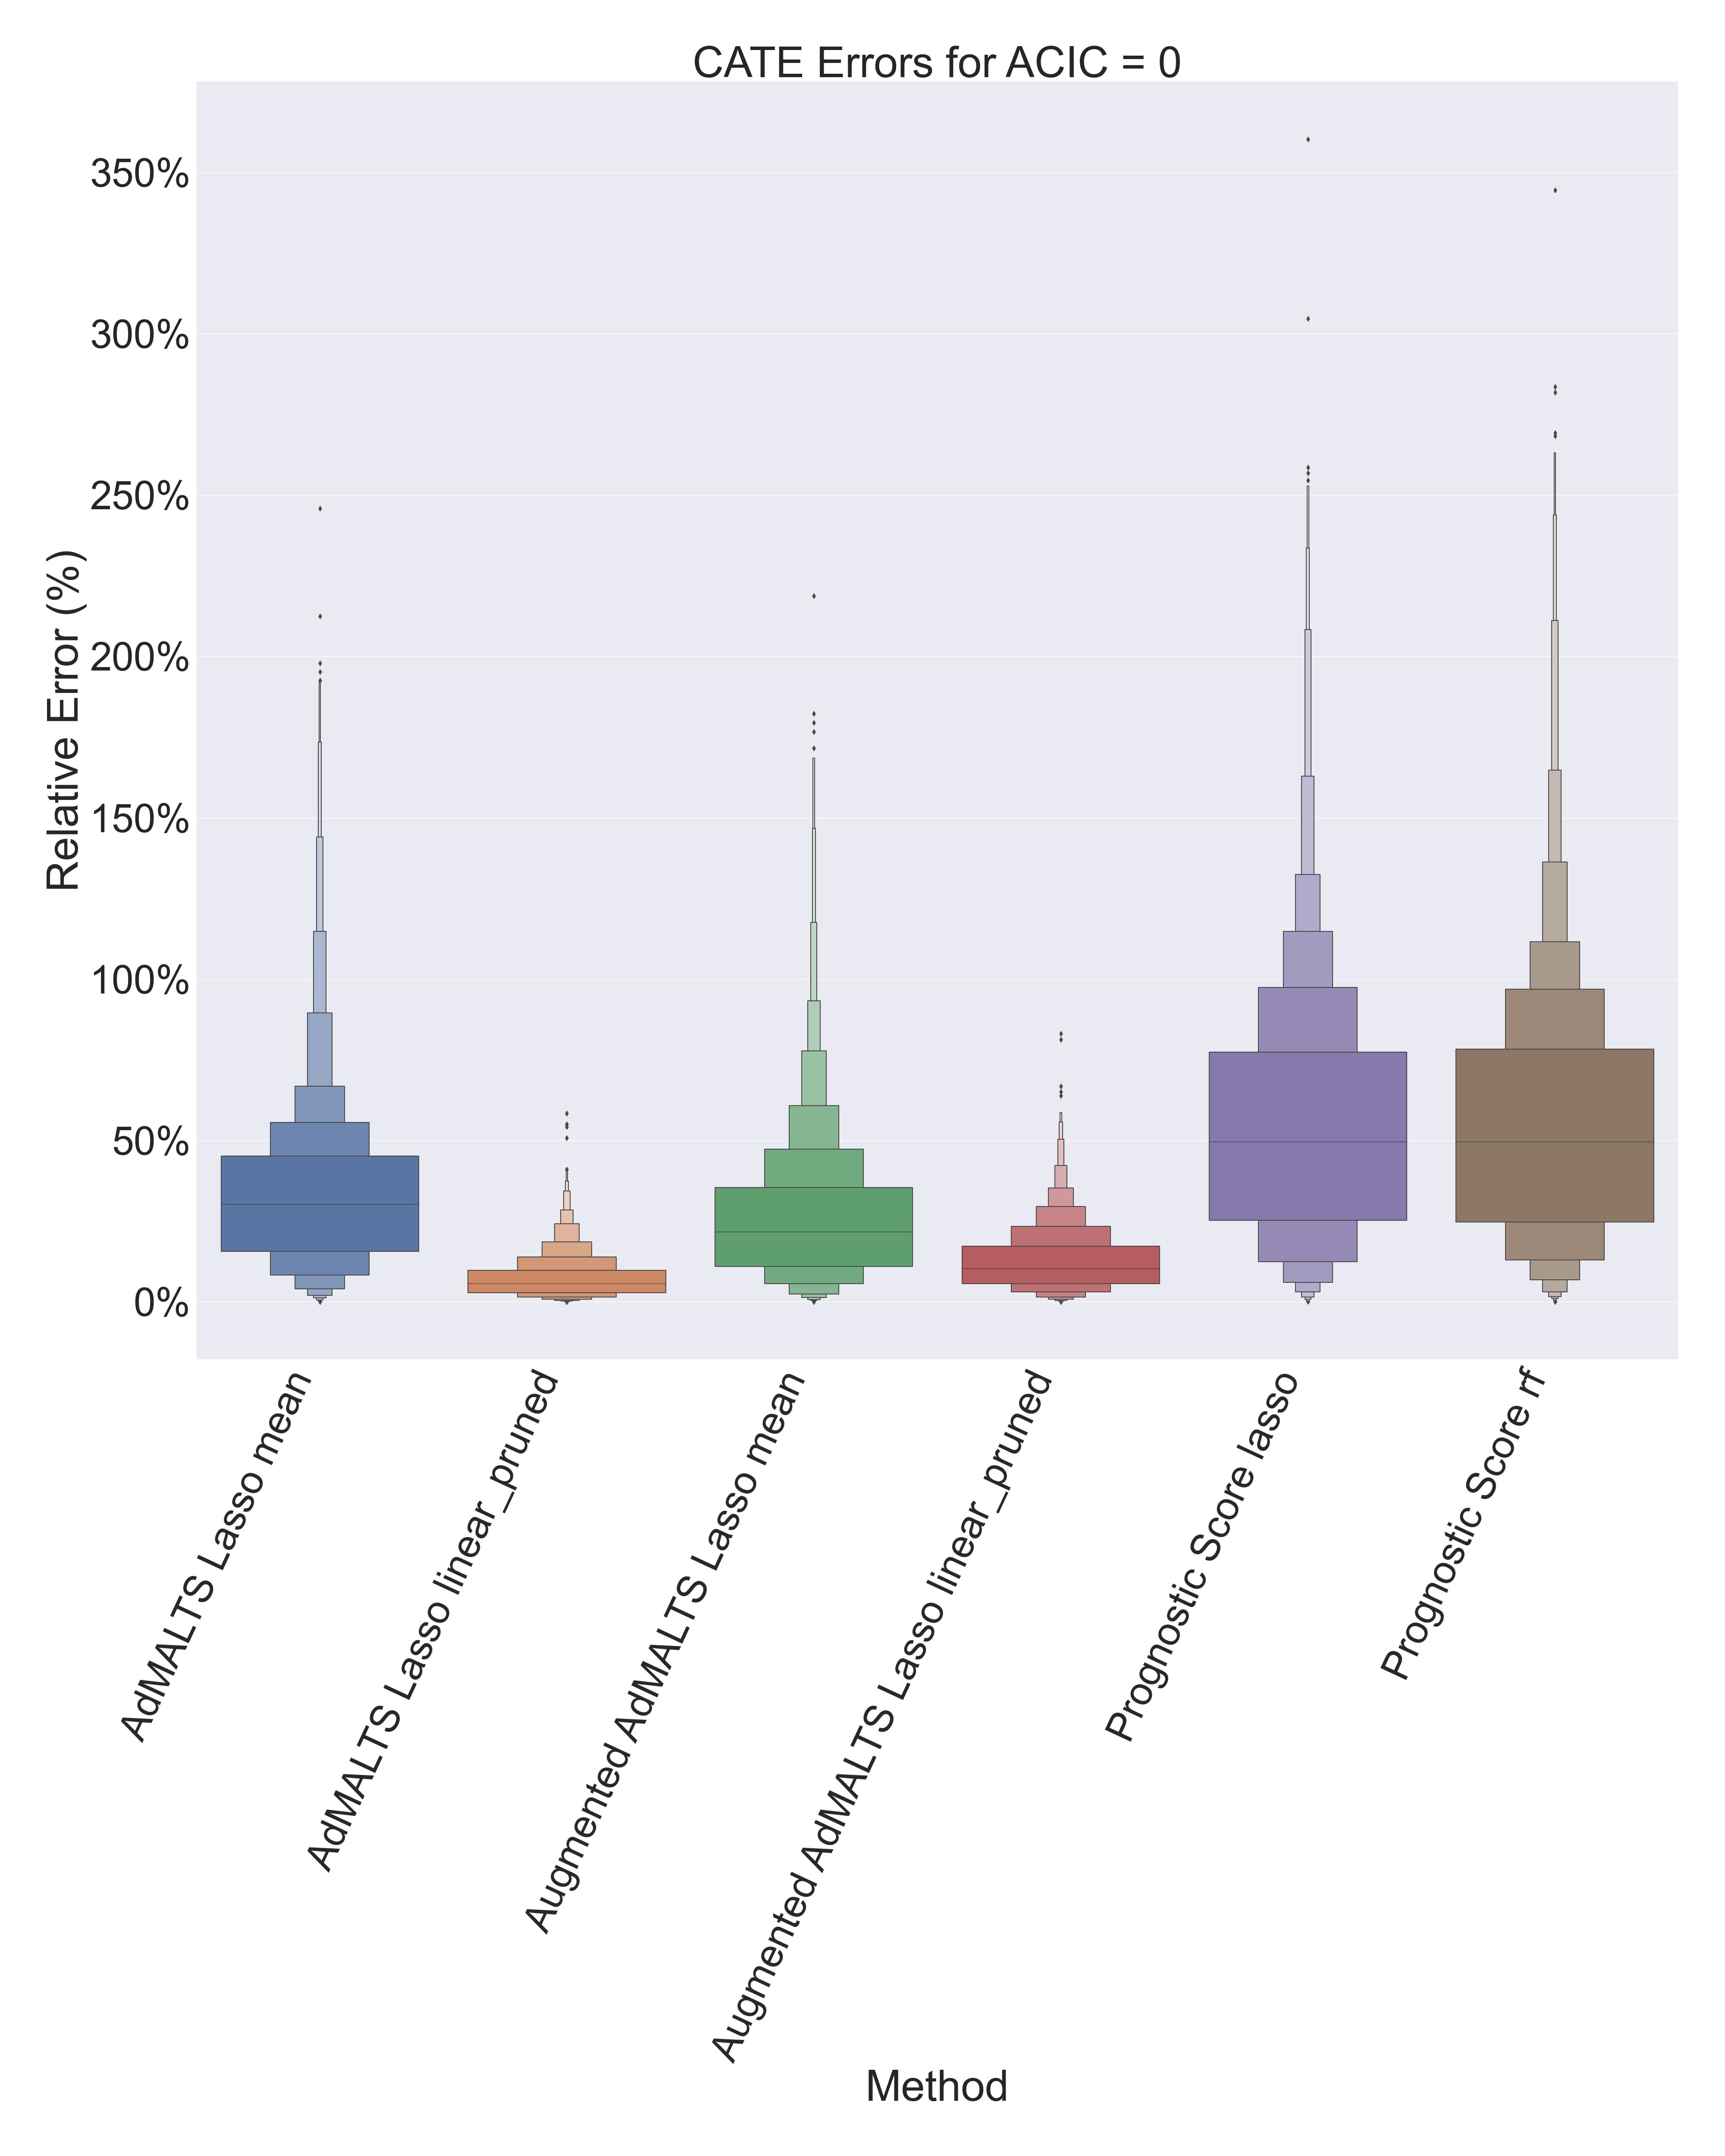 CATE Errors for ACIC = 0
350%
300%
250%
200%
150%
100%
50%
0%
Relative Error (%)
AdMALTS Lasso mean
AdMALTS Lasso linear_pruned
Augmented AdMALTS Lasso mean
Augmented AdMALTS Lasso linear_pruned
Prognostic Score lasso
Prognostic Score rf
Method